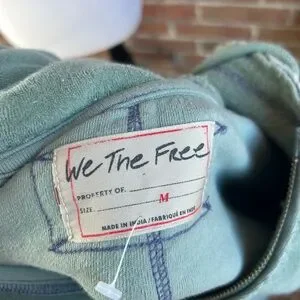 We The Free
PROPERTY OF
SIZE M
MADE IN INDIA / FABRIQUÉ EN INDE